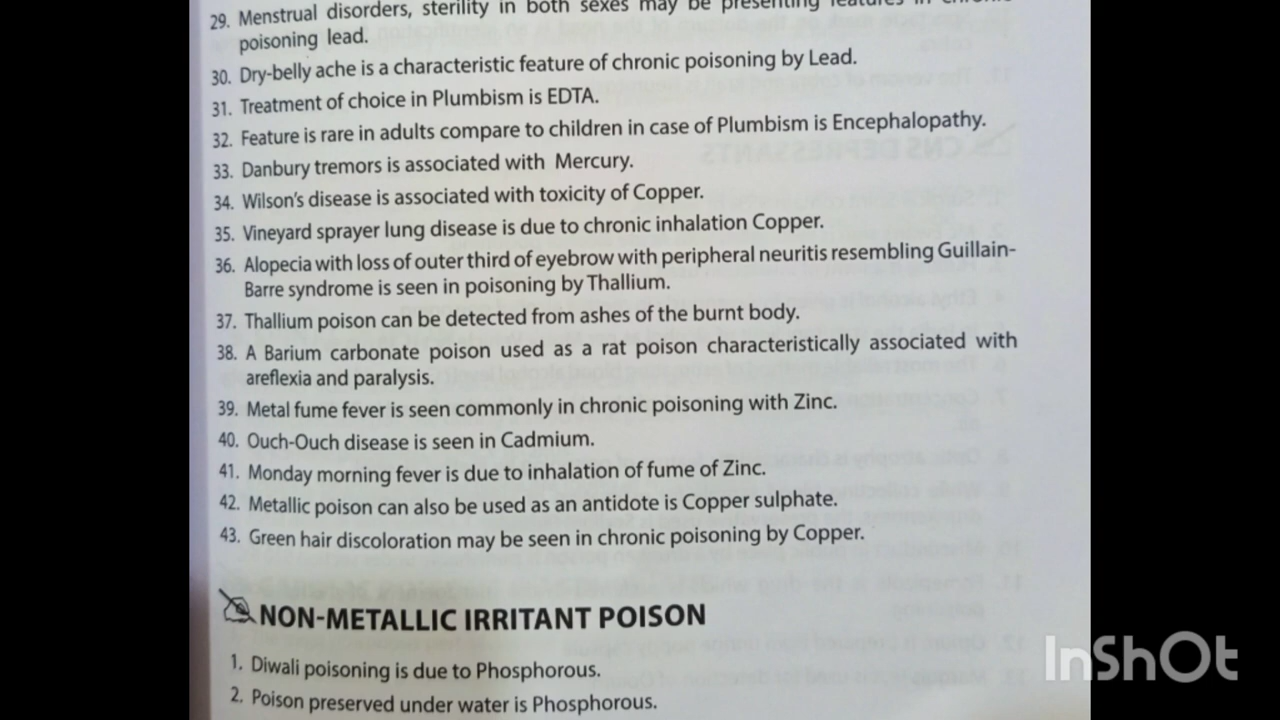 29. Menstrual disorders, sterility in both sexes may be presenting features in chronic
poisoning lead.
30. Dry-belly ache is a characteristic feature of chronic poisoning by Lead.
31. Treatment of choice in Plumbism is EDTA.
32. Feature is rare in adults compare to children in case of Plumbism is Encephalopathy.
33. Danbury tremors is associated with Mercury.
34. Wilson's disease is associated with toxicity of Copper.
35. Vineyard sprayer lung disease is due to chronic inhalation Copper.
36. Alopecia with loss of outer third of eyebrow with peripheral neuritis resembling Guillain-
Barre syndrome is seen in poisoning by Thallium.
37. Thallium poison can be detected from ashes of the burnt body.
38. A Barium carbonate poison used as a rat poison characteristically associated with
areflexia and paralysis.
39. Metal fume fever is seen commonly in chronic poisoning with Zinc.
40. Ouch-Ouch disease is seen in Cadmium.
41. Monday morning fever is due to inhalation of fume of Zinc.
42. Metallic poison can also be used as an antidote is Copper sulphate.
43. Green hair discoloration may be seen in chronic poisoning by Copper.
NON-METALLIC IRRITANT POISON
1. Diwali poisoning is due to Phosphorous.
2. Poison preserved under water is Phosphorous.
InShOt